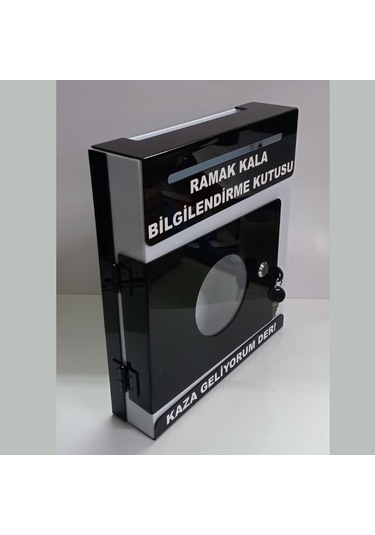 RAMAK KALA
BİLGİLENDİRME KUTUSU
KAZA GELİYORUM DER!